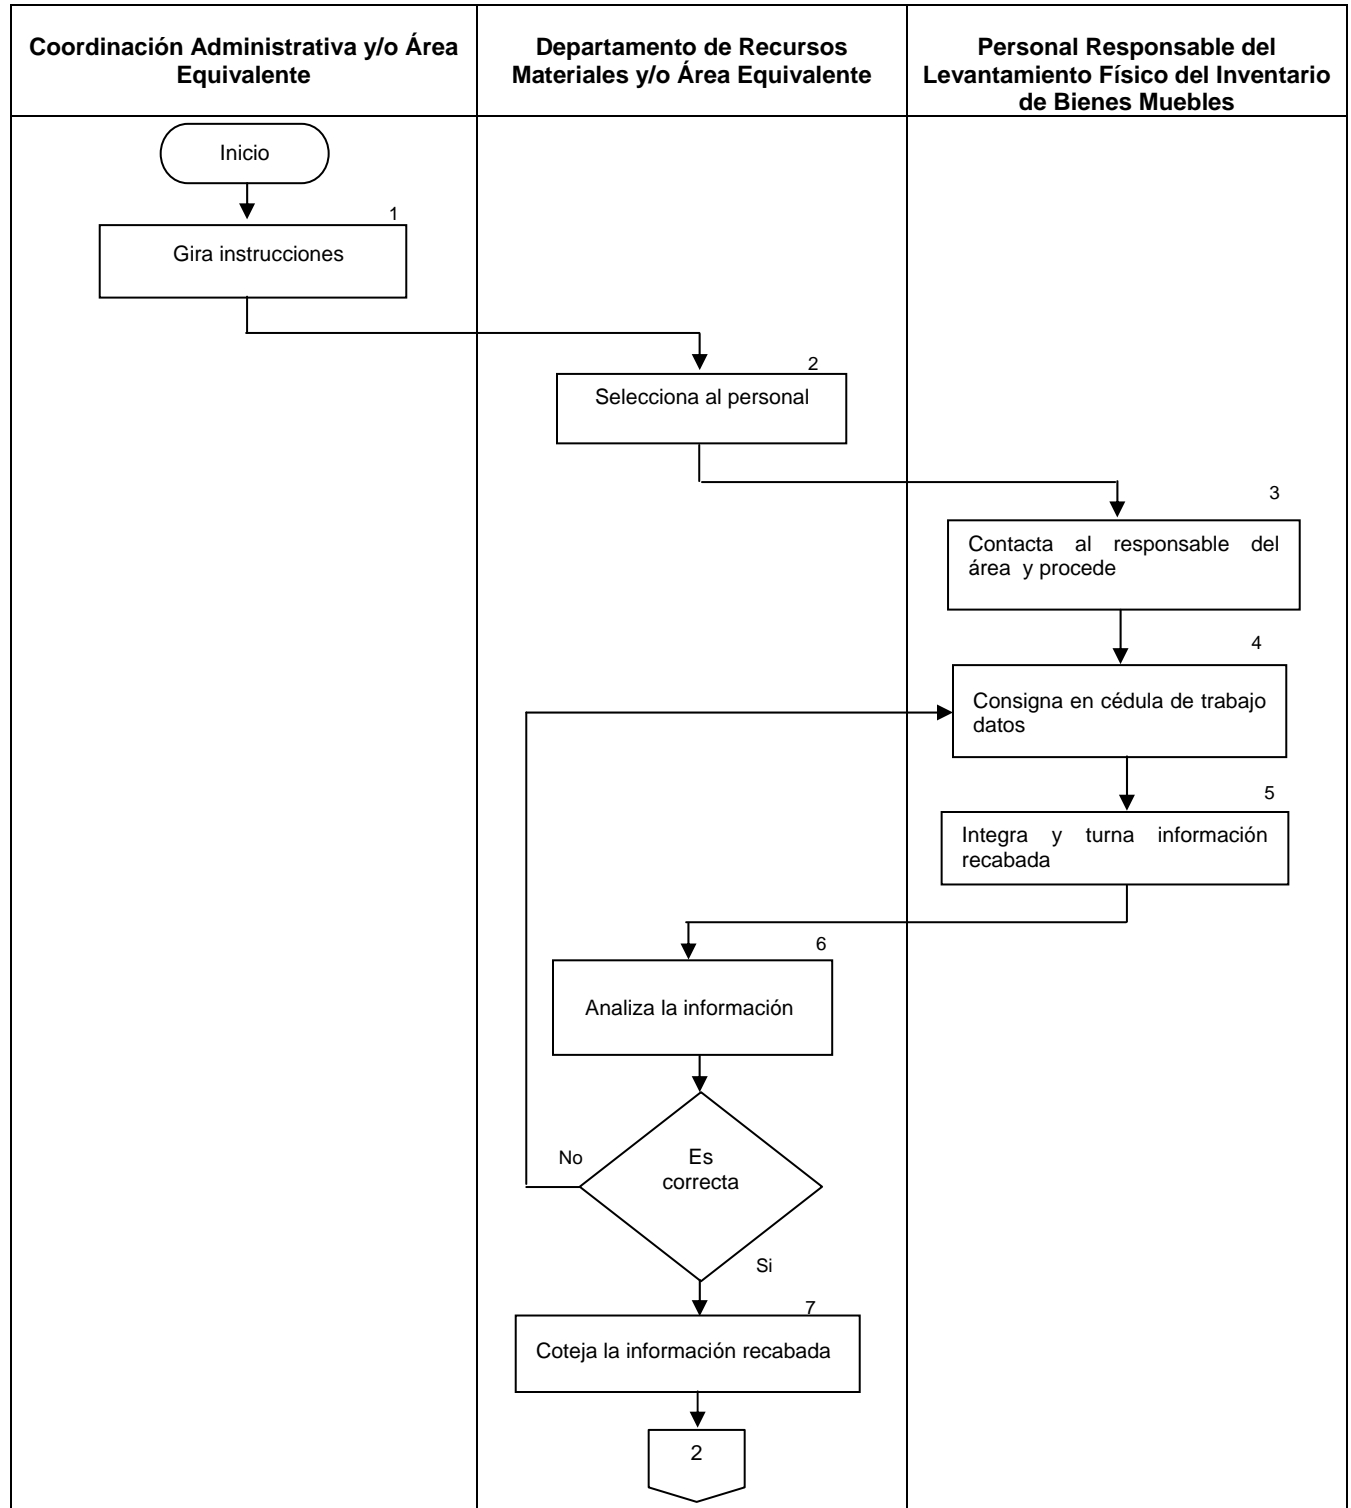 Coordinación Administrativa y/o Área
Equivalente
Departamento de Recursos
Materiales y/o Área Equivalente
Personal Responsable del
Levantamiento Físico del Inventario
de Bienes Muebles
Inicio
1
Gira instrucciones
2
Selecciona al personal
3
Contacta al responsable del
área y procede
4
Consigna en cédula de trabajo
datos
5
Integra y turna información
recabada
6
Analiza la información
No
Es
correcta
Si
7
Coteja la información recabada
2